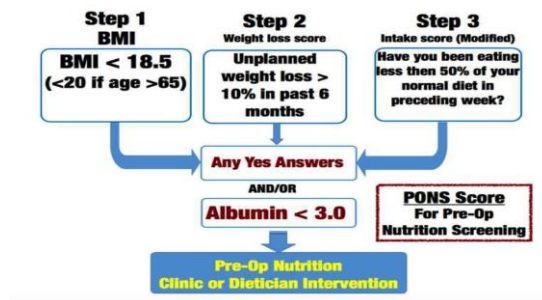 Step 1
BMI
BMI < 18.5
(<20 if age >65)
Step 2
Weight loss score
Unplanned
weight loss >
10% in past 6
months
Step 3
Intake score (Modified)
Have you been eating
less then 50% of your
normal diet in
preceding week?
Any Yes Answers
AND/OR
Albumin < 3.0
PONS Score
For Pre-Op
Nutrition Screening
Pre-Op Nutrition
Clinic or Dietician Intervention